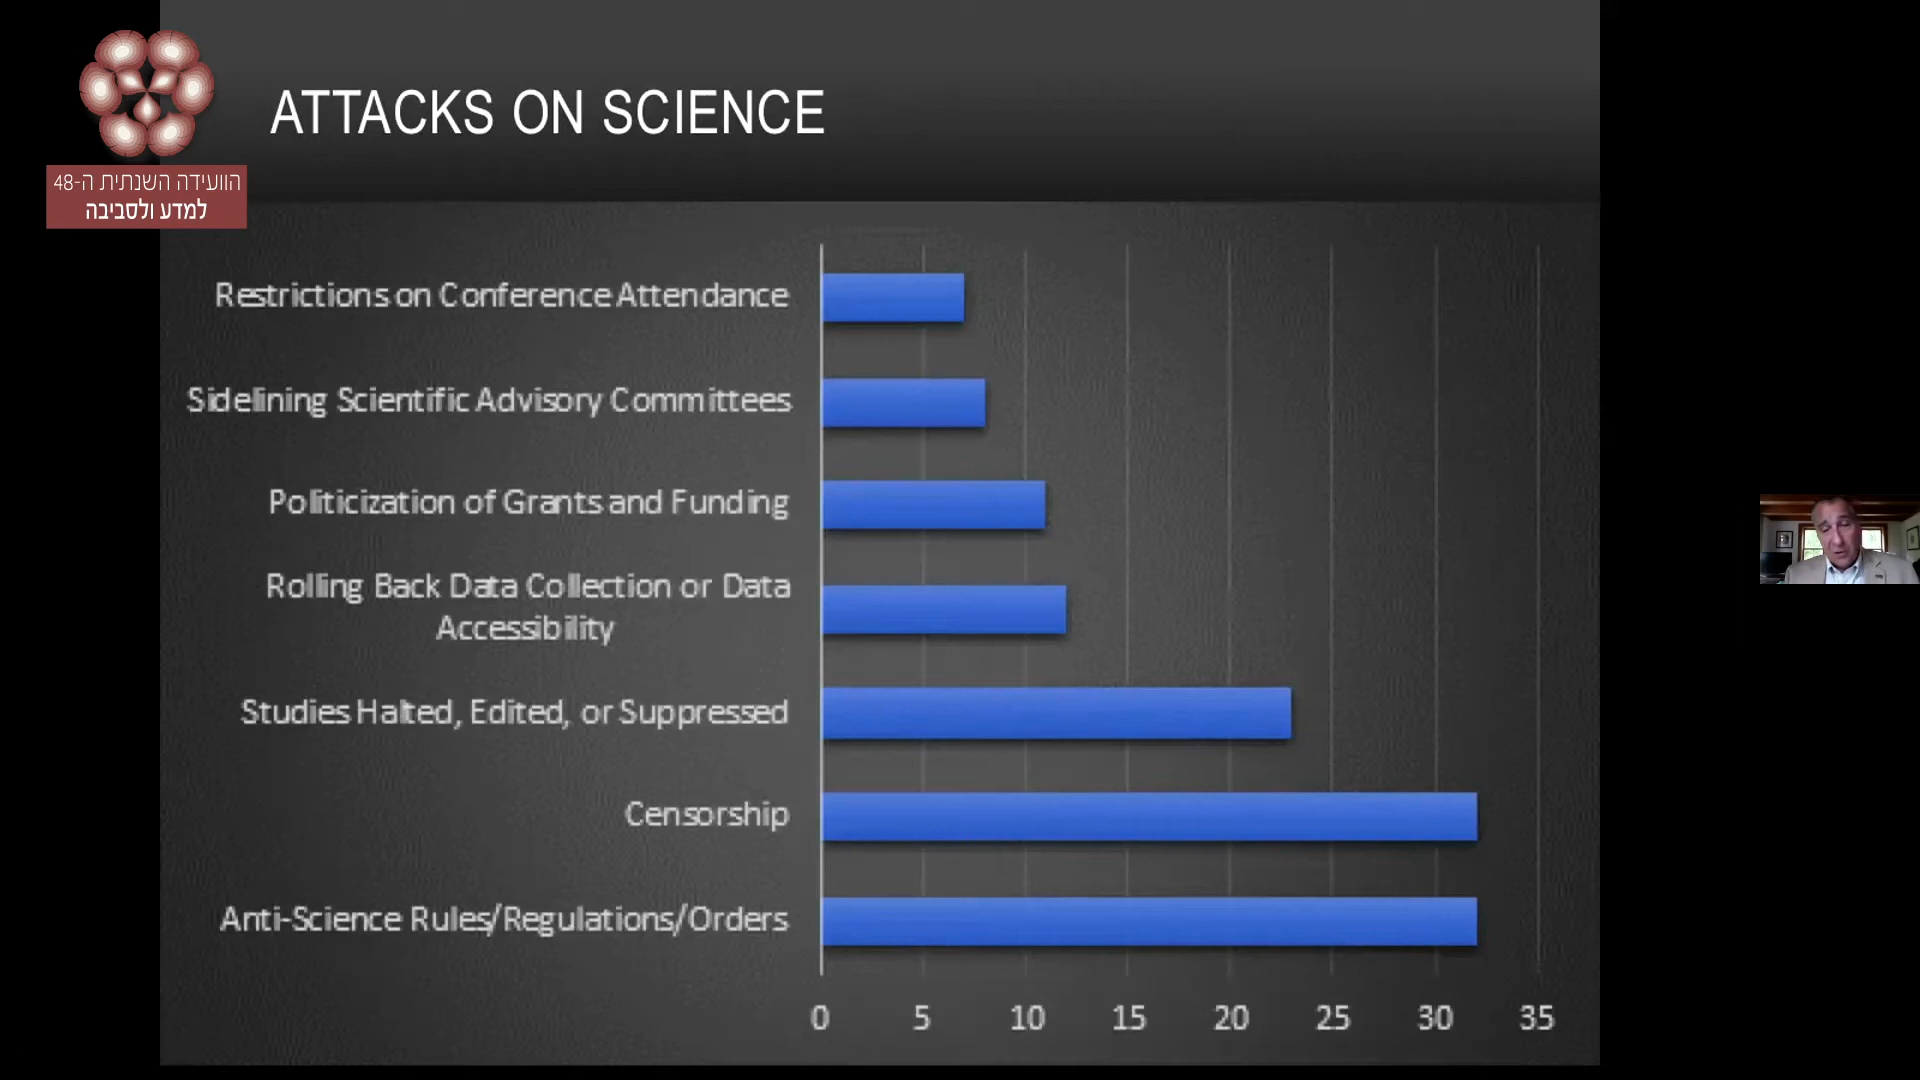 הוועידה השנתית ה-48
למדע ולסביבה
ATTACKS ON SCIENCE
Restrictions on Conference Attendance
Sidelining Scientific Advisory Committees
Politicization of Grants and Funding
Rolling Back Data Collection or Data
Accessibility
Studies Halted, Edited, or Suppressed
Censorship
Anti-Science Rules/Regulations/Orders
0 5 10 15 20 25 30 35